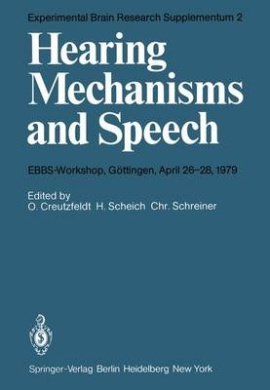 Experimental Brain Research Supplementum 2
Hearing
Mechanisms
and Speech
EBBS-Workshop, Göttingen, April 26–28, 1979
Edited by
O. Creutzfeldt H. Scheich Chr. Schreiner
Springer-Verlag Berlin Heidelberg New York